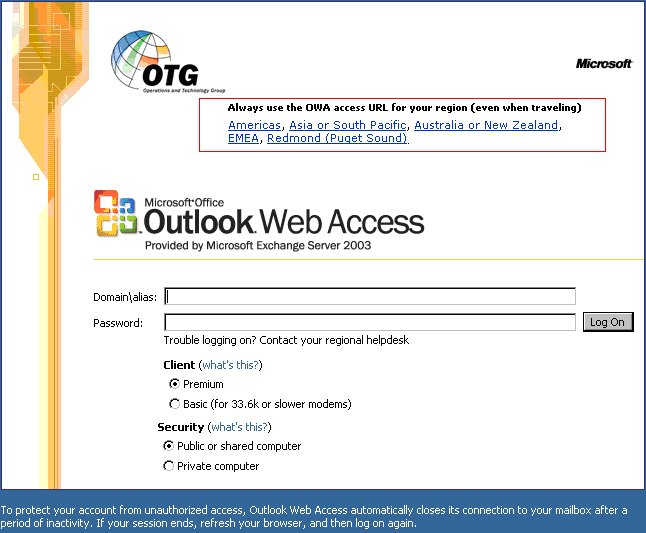 OTG
Operations and Technology Group
Microsoft
Always use the OWA access URL for your region (even when traveling)
Americas, Asia or South Pacific, Australia or New Zealand,
EMEA, Redmond (Puget Sound)
Microsoft Office
Outlook Web Access
Provided by Microsoft Exchange Server 2003
Domain\alias:
Password:
Log On
Trouble logging on? Contact your regional helpdesk
Client (what's this?)
Premium
Basic (for 33.6k or slower modems)
Security (what's this?)
Public or shared computer
Private computer
To protect your account from unauthorized access, Outlook Web Access automatically closes its connection to your mailbox after a
period of inactivity. If your session ends, refresh your browser, and then log on again.